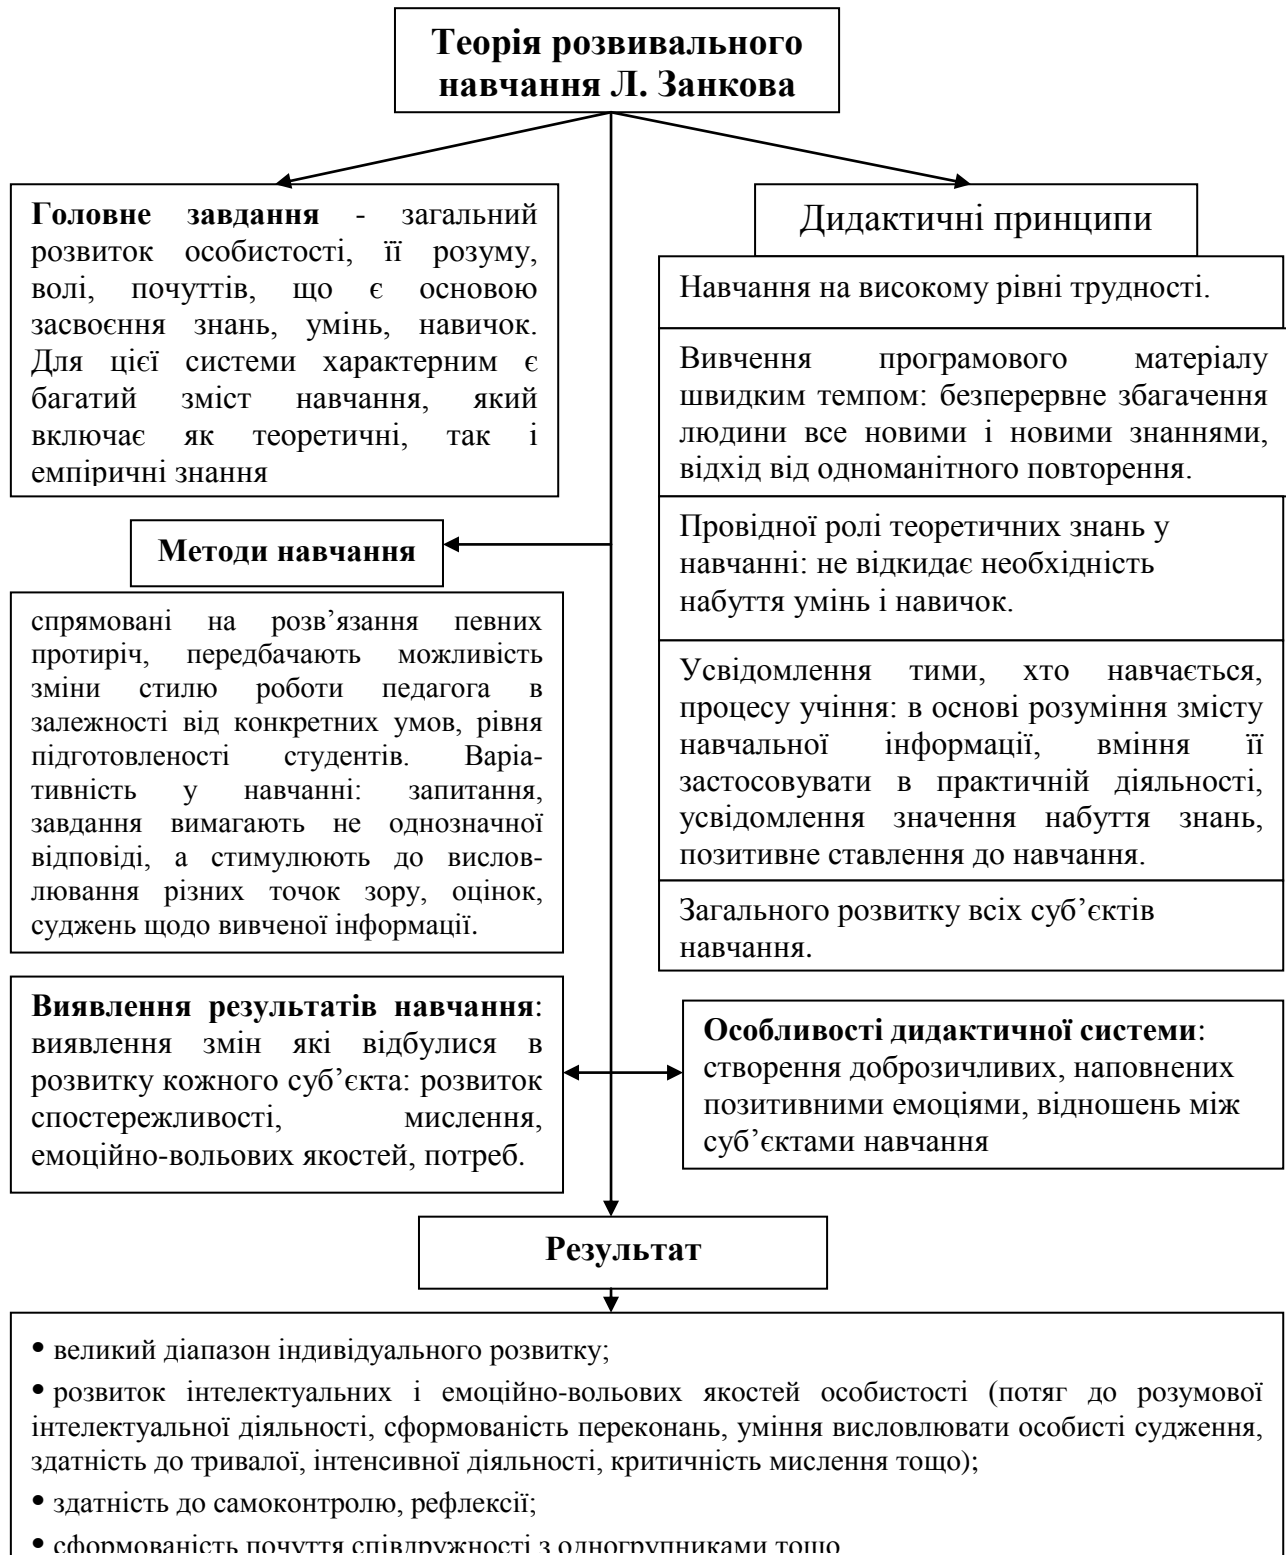 Теорія розвивального
навчання Л. Занкова
Головне завдання - загальний
розвиток особистості, її розуму,
волі, почуттів, що є основою
засвоєння знань, умінь, навичок.
Для цієї системи характерним є
багатий зміст навчання, який
включає як теоретичні, так і
емпіричні знання
Дидактичні принципи
Навчання на високому рівні трудності.
Вивчення програмового матеріалу
швидким темпом: безперервне збагачення
людини все новими і новими знаннями,
відхід від одноманітного повторення.
Провідної ролі теоретичних знань у
навчанні: не відкидає необхідність
набуття умінь і навичок.
Усвідомлення тими, хто навчається,
процесу учіння: в основі розуміння змісту
навчальної інформації, вміння її
застосовувати в практичній діяльності,
усвідомлення значення набуття знань,
позитивне ставлення до навчання.
Загального розвитку всіх суб’єктів
навчання.
Методи навчання
спрямовані на розв’язання певних
протиріч, передбачають можливість
зміни стилю роботи педагога в
залежності від конкретних умов, рівня
підготовленості студентів. Варіа-
тивність у навчанні: запитання,
завдання вимагають не однозначної
відповіді, а стимулюють до вислов-
лювання різних точок зору, оцінок,
суджень щодо вивченої інформації.
Виявлення результатів навчання:
виявлення змін які відбулися в
розвитку кожного суб’єкта: розвиток
спостережливості, мислення,
емоційно-вольових якостей, потреб.
Особливості дидактичної системи:
створення доброзичливих, наповнених
позитивними емоціями, відношень між
суб’єктами навчання
Результат
• великий діапазон індивідуального розвитку;
• розвиток інтелектуальних і емоційно-вольових якостей особистості (потяг до розумової
інтелектуальної діяльності, сформованість переконань, уміння висловлювати особисті судження,
здатність до тривалої, інтенсивної діяльності, критичність мислення тощо);
• здатність до самоконтролю, рефлексії;
• сформованість почуття співдружності з одногрупниками тощо